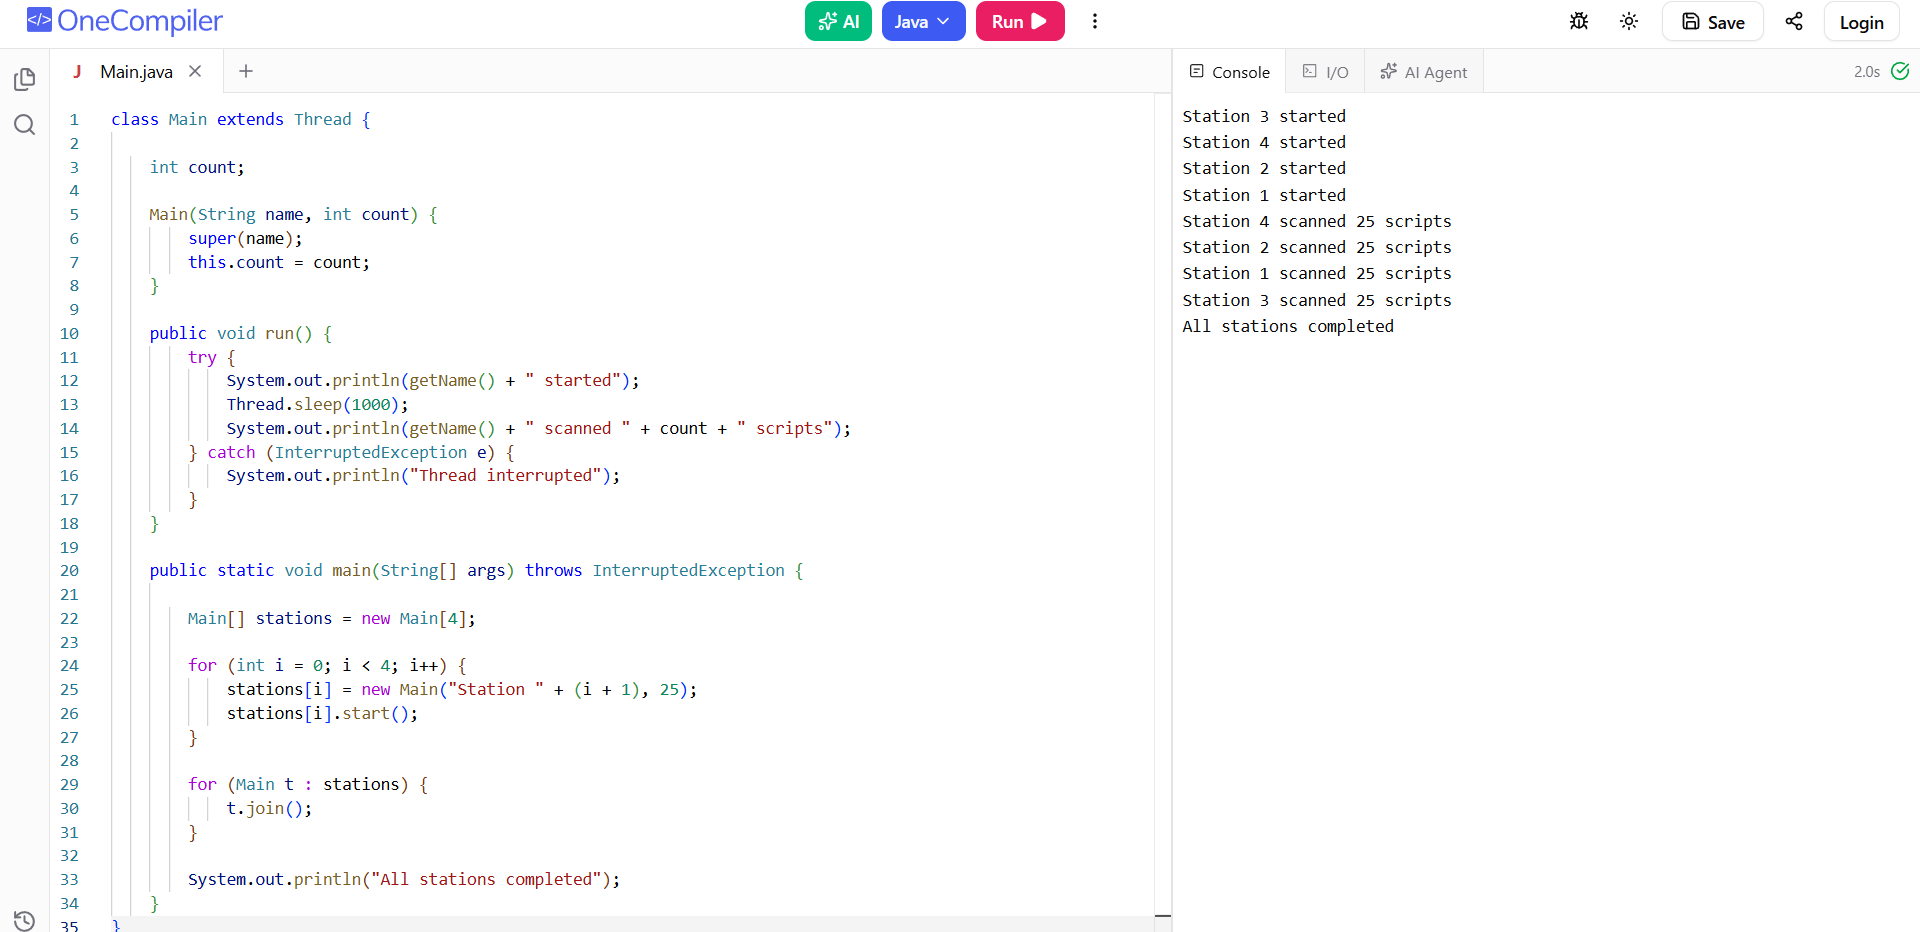 </> OneCompiler
AI
Java
Run
Save
Login
J Main.java
Console
I/O
AI Agent
2.0s
1 class Main extends Thread {
2
3     int count;
4
5     Main(String name, int count) {
6         super(name);
7         this.count = count;
8     }
9
10     public void run() {
11         try {
12             System.out.println(getName() + " started");
13             Thread.sleep(1000);
14             System.out.println(getName() + " scanned " + count + " scripts");
15         } catch (InterruptedException e) {
16             System.out.println("Thread interrupted");
17         }
18     }
19
20     public static void main(String[] args) throws InterruptedException {
21
22         Main[] stations = new Main[4];
23
24         for (int i = 0; i < 4; i++) {
25             stations[i] = new Main("Station " + (i + 1), 25);
26             stations[i].start();
27         }
28
29         for (Main t : stations) {
30             t.join();
31         }
32
33         System.out.println("All stations completed");
34     }
35 }
Station 3 started
Station 4 started
Station 2 started
Station 1 started
Station 4 scanned 25 scripts
Station 2 scanned 25 scripts
Station 1 scanned 25 scripts
Station 3 scanned 25 scripts
All stations completed